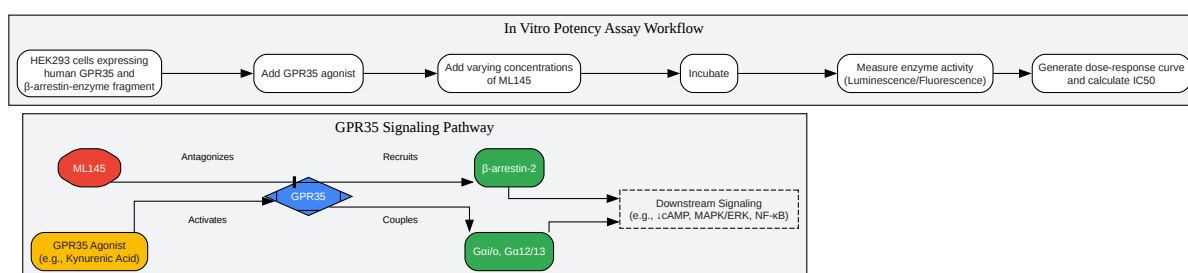 In Vitro Potency Assay Workflow
HEK293 cells expressing
human GPR35 and
β-arrestin-enzyme fragment
Add GPR35 agonist
Add varying concentrations
of ML145
Incubate
Measure enzyme activity
(Luminescence/Fluorescence)
Generate dose-response curve
and calculate IC50
GPR35 Signaling Pathway
ML145
Antagonizes
Recruits
β-arrestin-2
GPR35
Activates
Couples
GPR35 Agonist
(e.g., Kynurenic Acid)
Gαi/o, Gα12/13
Downstream Signaling
(e.g., ↓cAMP, MAPK/ERK, NF-κB)